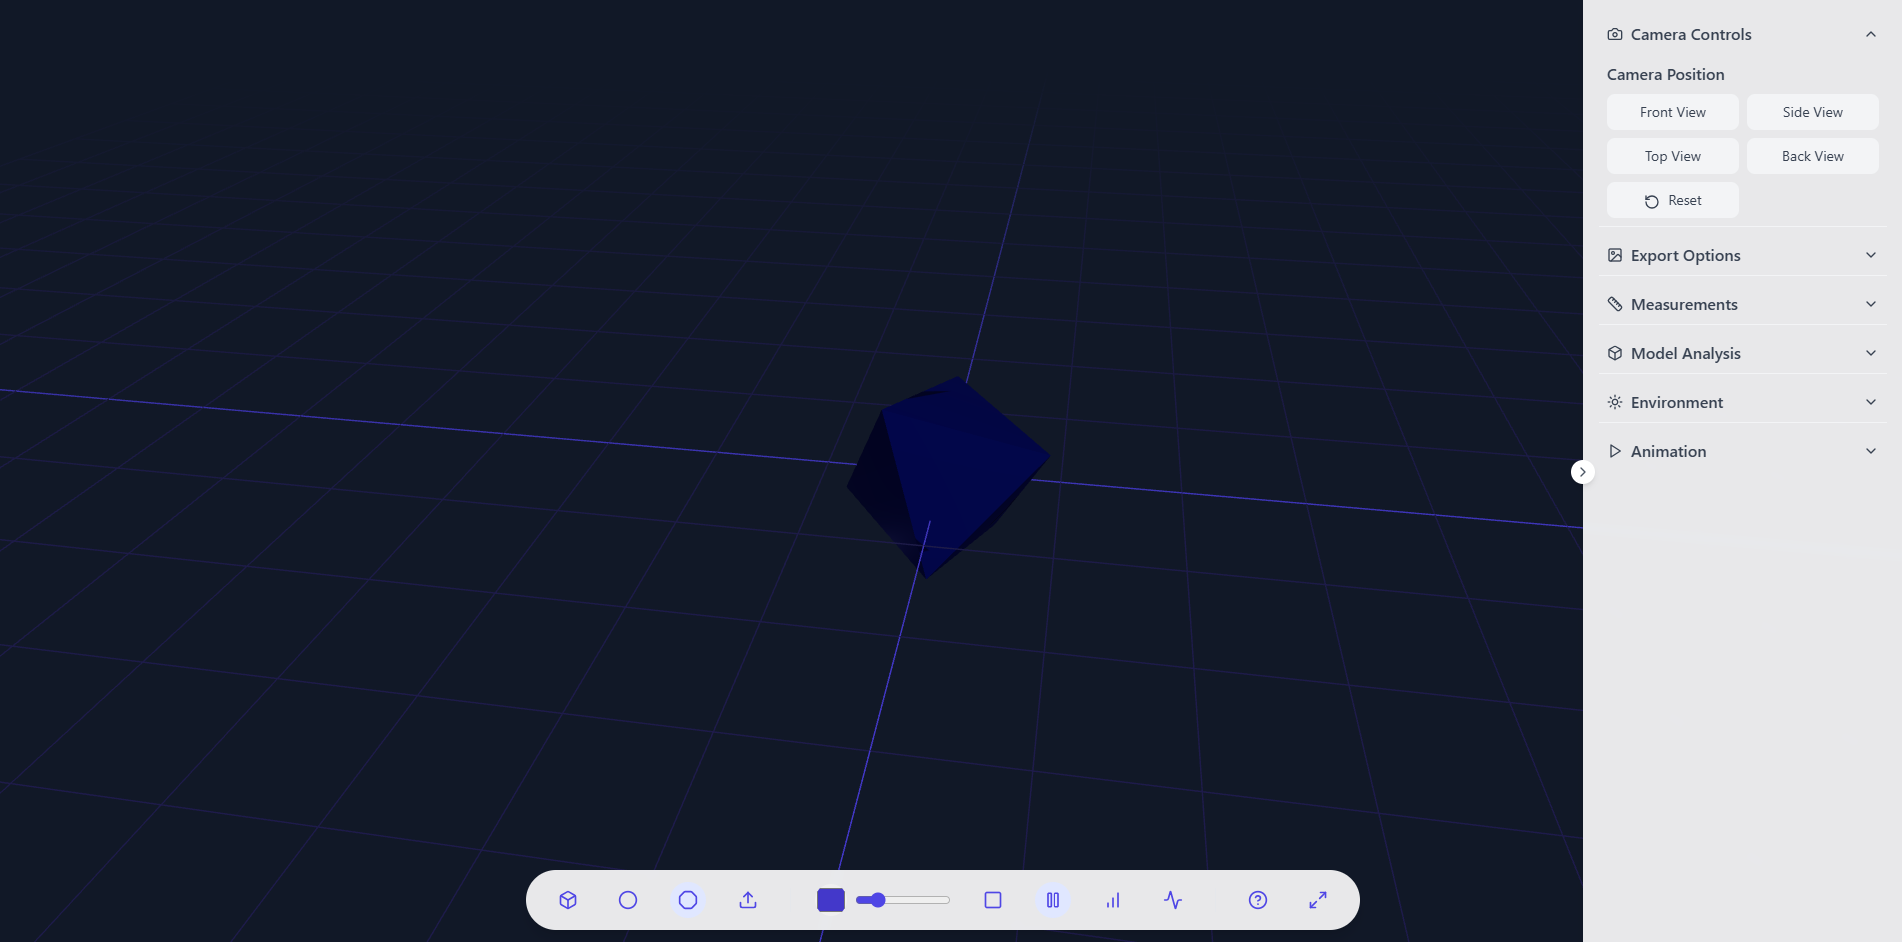 Camera Controls
Camera Position
Front View
Side View
Top View
Back View
Reset
Export Options
Measurements
Model Analysis
Environment
Animation